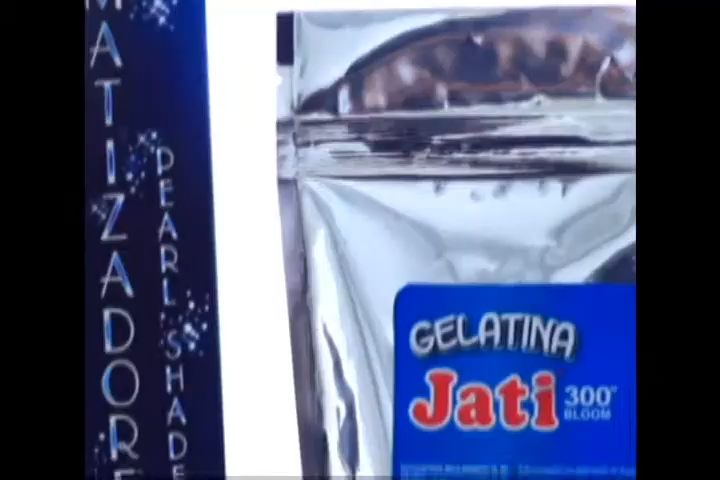 MATIZADORE
PEARL SHADE
GELATINA
Jati
300°
BLOOM